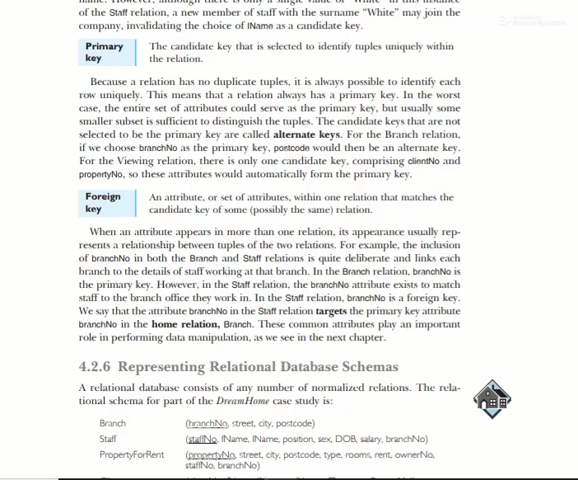 name. However, although there is only a single value of "White" in this instance
of the Staff relation, a new member of staff with the surname "White" may join the
company, invalidating the choice of lName as a candidate key.
Primary key
The candidate key that is selected to identify tuples uniquely within
the relation.
Because a relation has no duplicate tuples, it is always possible to identify each
row uniquely. This means that a relation always has a primary key. In the worst
case, the entire set of attributes could serve as the primary key, but usually some
smaller subset is sufficient to distinguish the tuples. The candidate keys that are not
selected to be the primary key are called alternate keys. For the Branch relation,
if we choose branchNo as the primary key, postcode would then be an alternate key.
For the Viewing relation, there is only one candidate key, comprising clientNo and
propertyNo, so these attributes would automatically form the primary key.
Foreign key
An attribute, or set of attributes, within one relation that matches the
candidate key of some (possibly the same) relation.
When an attribute appears in more than one relation, its appearance usually rep-
resents a relationship between tuples of the two relations. For example, the inclusion
of branchNo in both the Branch and Staff relations is quite deliberate and links each
branch to the details of staff working at that branch. In the Branch relation, branchNo is
the primary key. However, in the Staff relation, the branchNo attribute exists to match
staff to the branch office they work in. In the Staff relation, branchNo is a foreign key.
We say that the attribute branchNo in the Staff relation targets the primary key attribute
branchNo in the home relation, Branch. These common attributes play an important
role in performing data manipulation, as we see in the next chapter.
4.2.6 Representing Relational Database Schemas
A relational database consists of any number of normalized relations. The rela-
tional schema for part of the DreamHome case study is:
Branch (branchNo, street, city, postcode)
Staff (staffNo, fName, lName, position, sex, DOB, salary, branchNo)
PropertyForRent (propertyNo, street, city, postcode, type, rooms, rent, ownerNo,
staffNo, branchNo)